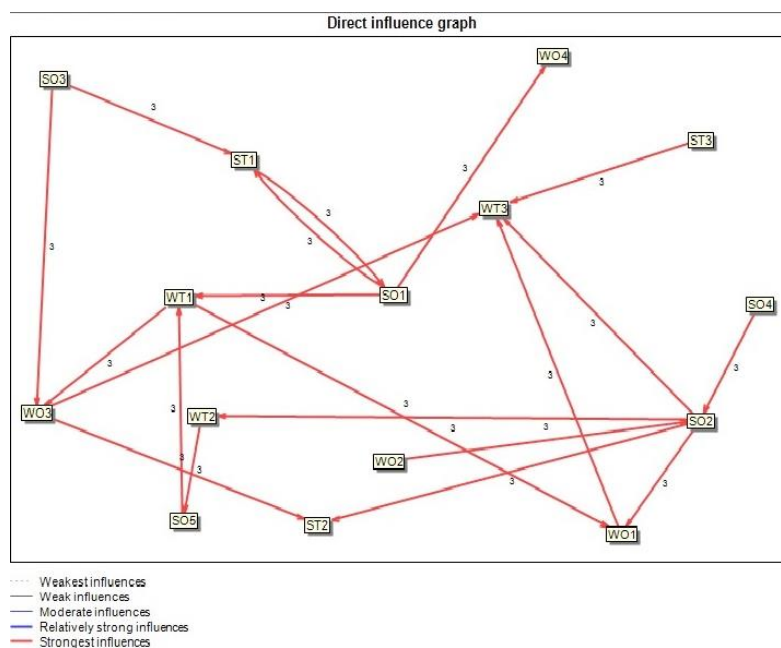 Direct influence graph
WO4
SO3
3
ST3
ST1
3
3
WT3
3
3
3
WT1
3
SO1
3
SO4
3
3
3
3
WO3
WT2
3
SO2
3
3
3
WO2
3
3
3
3
SO5
ST2
WO1
Weakest influences
Weak influences
Moderate influences
Relatively strong influences
Strongest influences